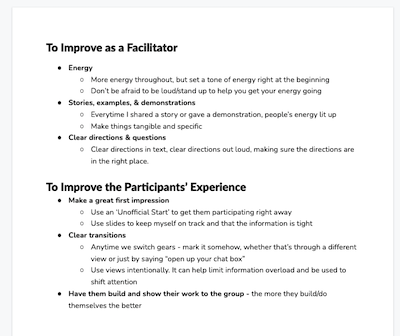 To Improve as a Facilitator
● Energy
○ More energy throughout, but set a tone of energy right at the beginning
○ Don't be afraid to be loud/stand up to help you get your energy going
● Stories, examples, & demonstrations
○ Everytime I shared a story or gave a demonstration, people's energy lit up
○ Make things tangible and specific
● Clear directions & questions
○ Clear directions in text, clear directions out loud, making sure the directions are
in the right place.
To Improve the Participants' Experience
● Make a great first impression
○ Use an 'Unofficial Start' to get them participating right away
○ Use slides to keep myself on track and that the information is tight
● Clear transitions
○ Anytime we switch gears - mark it somehow, whether that's through a different
view or just by saying "open up your chat box"
○ Use views intentionally. It can help limit information overload and be used to
shift attention
● Have them build and show their work to the group - the more they build/do
themselves the better